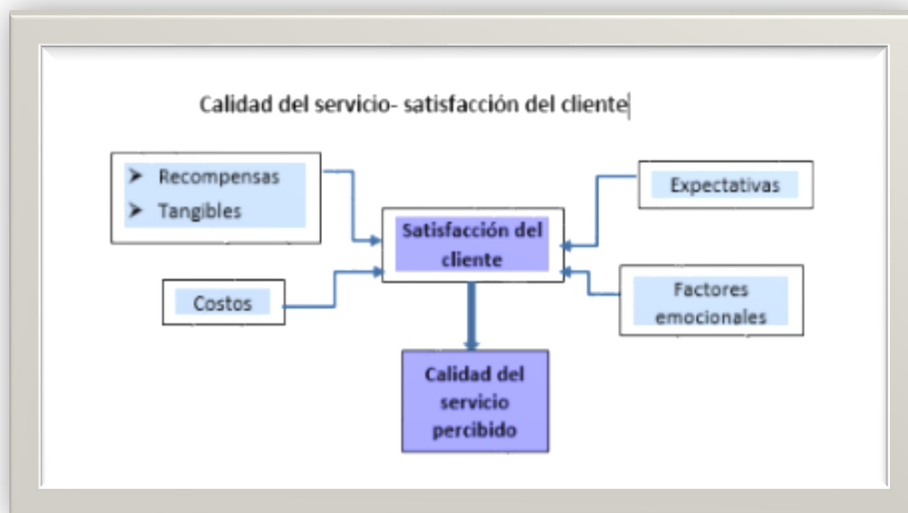 Calidad del servicio- satisfacción del cliente
➢ Recompensas
➢ Tangibles
Expectativas
Satisfacción del
cliente
Costos
Factores
emocionales
Calidad del
servicio
percibido